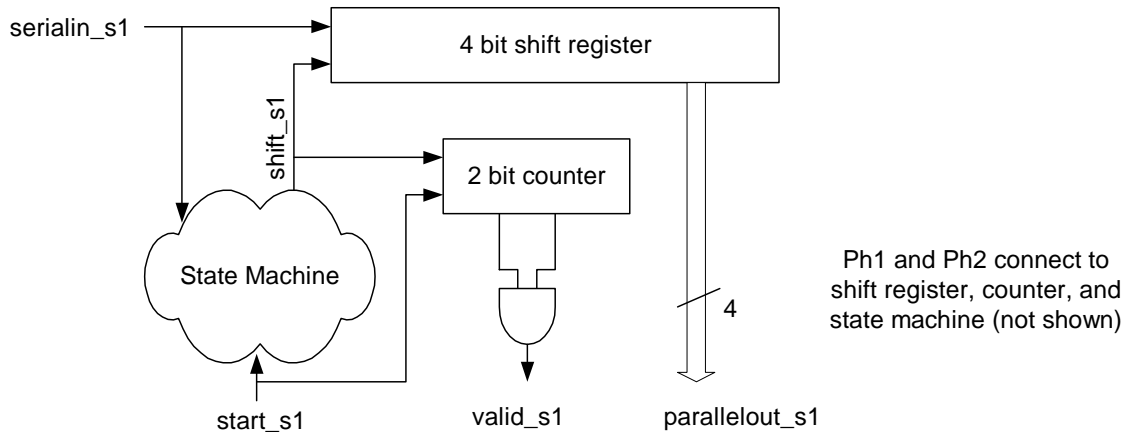 serialin_s1
4 bit shift register
shift_s1
2 bit counter
State Machine
Ph1 and Ph2 connect to
shift register, counter, and
state machine (not shown)
4
start_s1
valid_s1
parallelout_s1